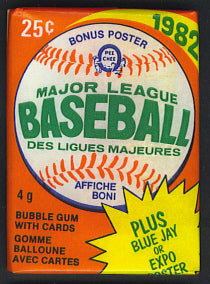 25¢
1982
BONUS POSTER
O PEE CHEE
MAJOR LEAGUE
BASEBALL
DES LIGUES MAJEURES
AFFICHE
BONI
4 g
BUBBLE GUM
WITH CARDS
GOMME
BALLOUNE
AVEC CARTES
PLUS
BLUE JAY
OR
EXPO